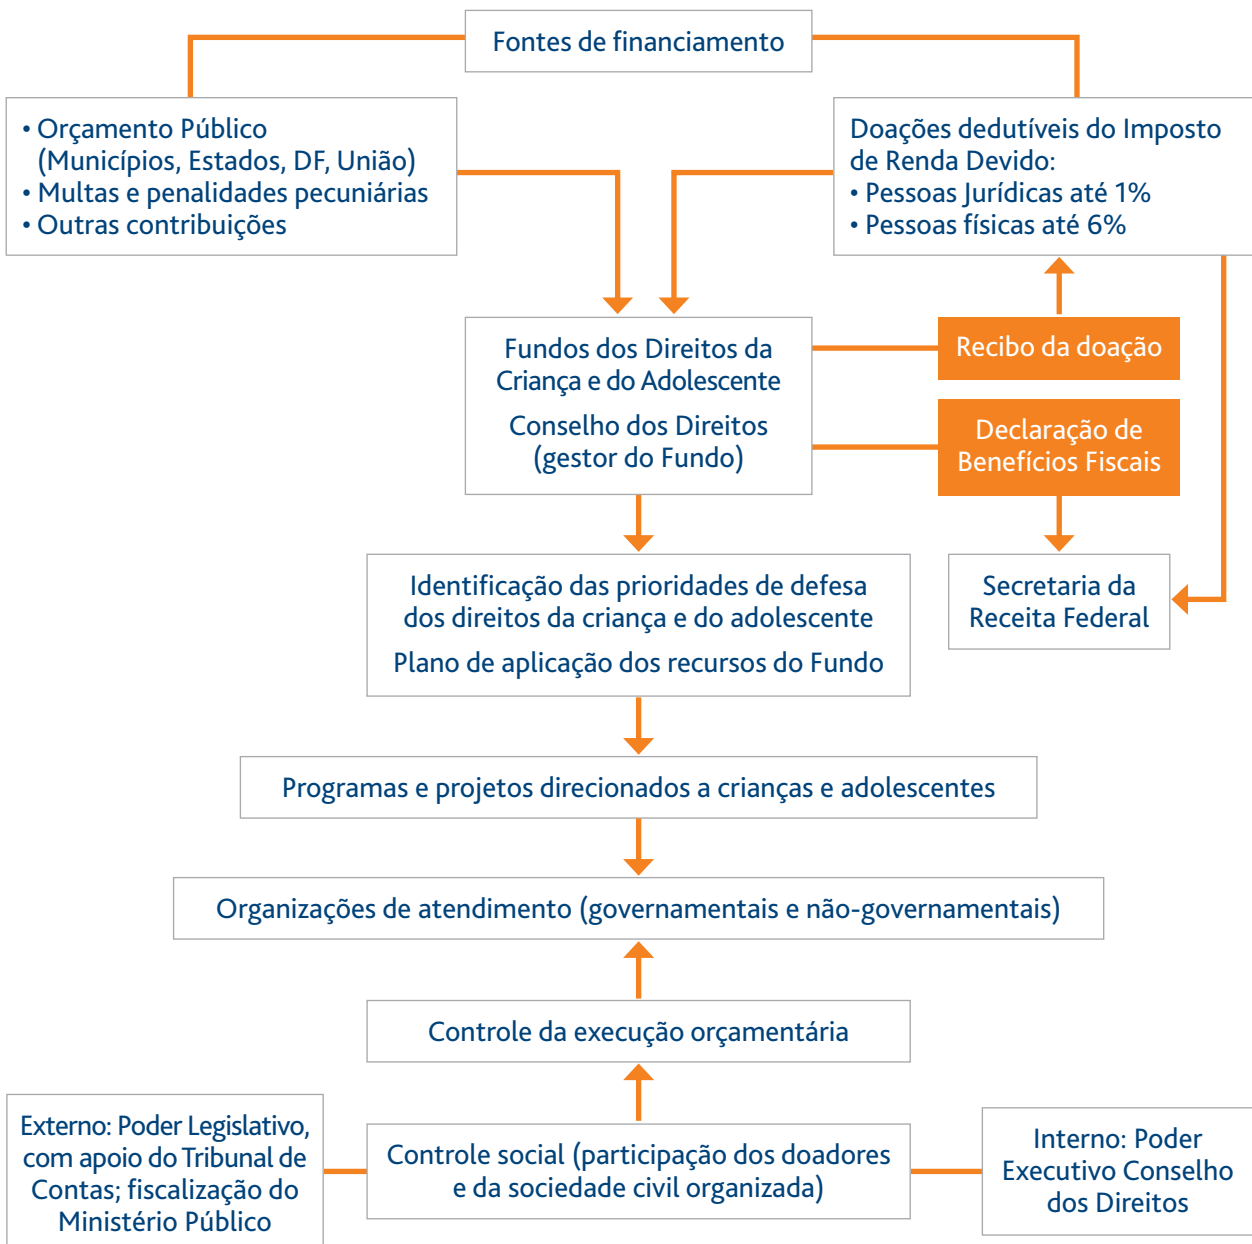 Fontes de financiamento
• Orçamento Público
(Municípios, Estados, DF, União)
• Multas e penalidades pecuniárias
• Outras contribuições
Doações dedutíveis do Imposto
de Renda Devido:
• Pessoas Jurídicas até 1%
• Pessoas físicas até 6%
Fundos dos Direitos da
Criança e do Adolescente
Conselho dos Direitos
(gestor do Fundo)
Recibo da doação
Declaração de
Benefícios Fiscais
Identificação das prioridades de defesa
dos direitos da criança e do adolescente
Plano de aplicação dos recursos do Fundo
Secretaria da
Receita Federal
Programas e projetos direcionados a crianças e adolescentes
Organizações de atendimento (governamentais e não-governamentais)
Controle da execução orçamentária
Externo: Poder Legislativo,
com apoio do Tribunal de
Contas; fiscalização do
Ministério Público
Controle social (participação dos doadores
e da sociedade civil organizada)
Interno: Poder
Executivo Conselho
dos Direitos